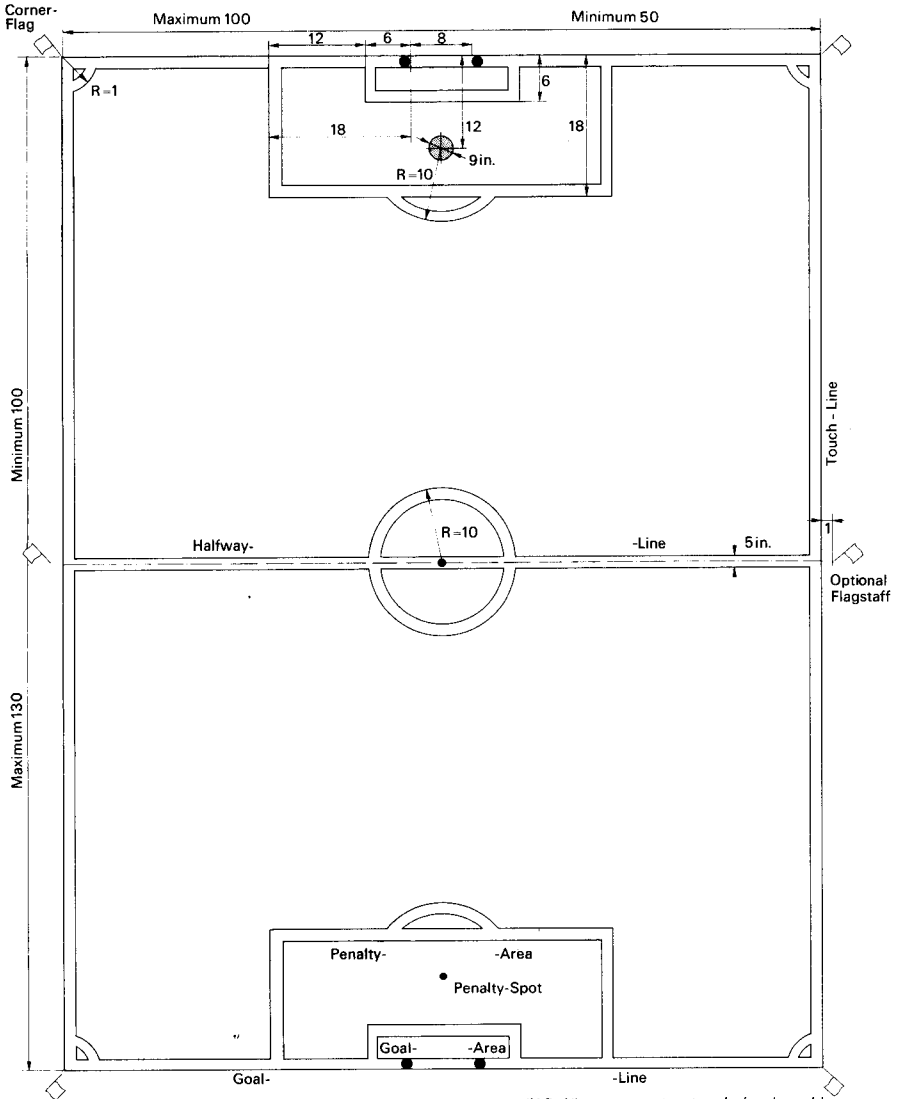 Corner-
Flag
Maximum 100
Minimum 50
12
6
8
R=1
6
12
18
18
9in.
R=10
Minimum 100
Touch - Line
R=10
Halfway-
-Line
5in.
1
Optional
Flagstaff
Maximum 130
Penalty-
-Area
Penalty-Spot
Goal-
-Area
Goal-
-Line